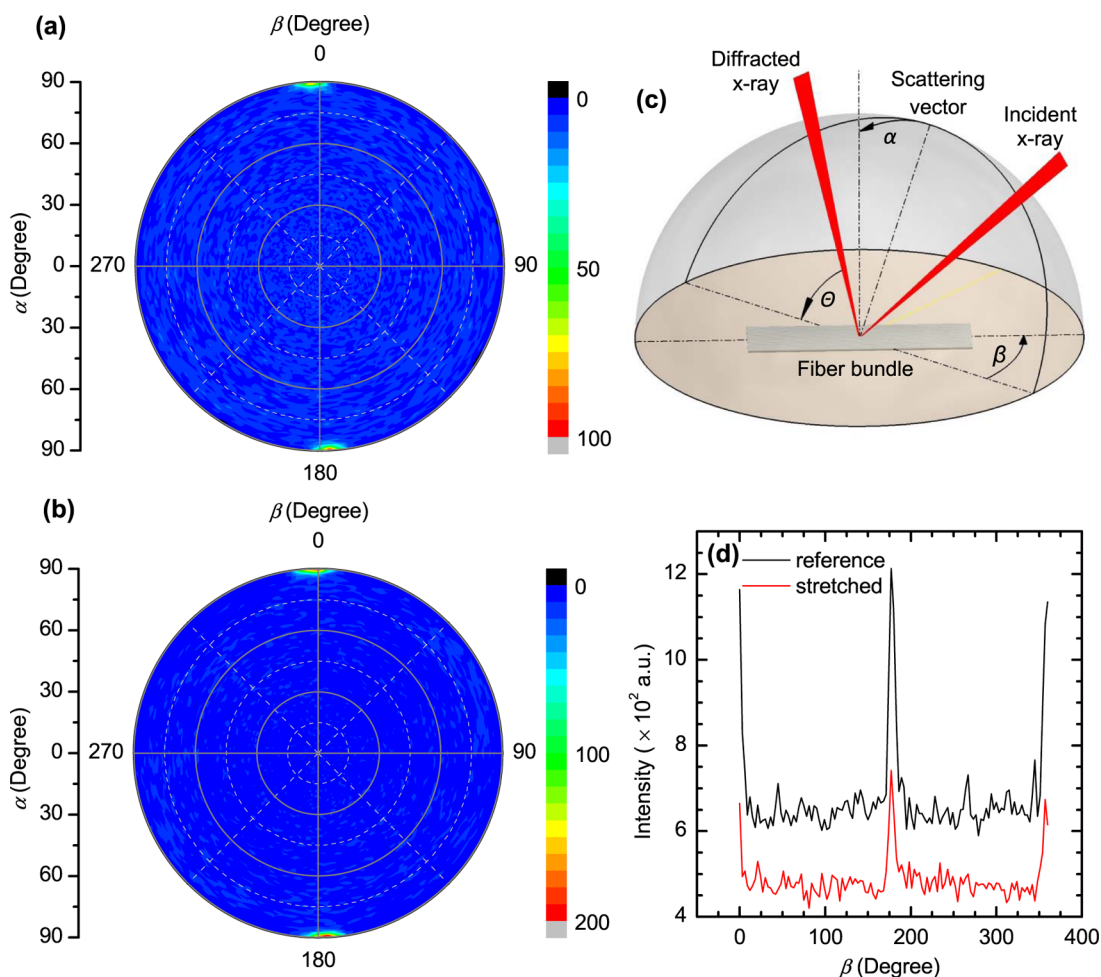 (a)
β (Degree)
0
90
60
30
0
30
60
90
α (Degree)
270
90
180
0
50
100
(b)
β (Degree)
0
90
60
30
0
30
60
90
α (Degree)
270
90
180
0
100
200
(c)
Diffracted
x-ray
Scattering
vector
Incident
x-ray
α
Θ
β
Fiber bundle
(d)
reference
stretched
12
10
8
6
4
Intensity ( × 10² a.u.)
0
100
200
300
400
β (Degree)